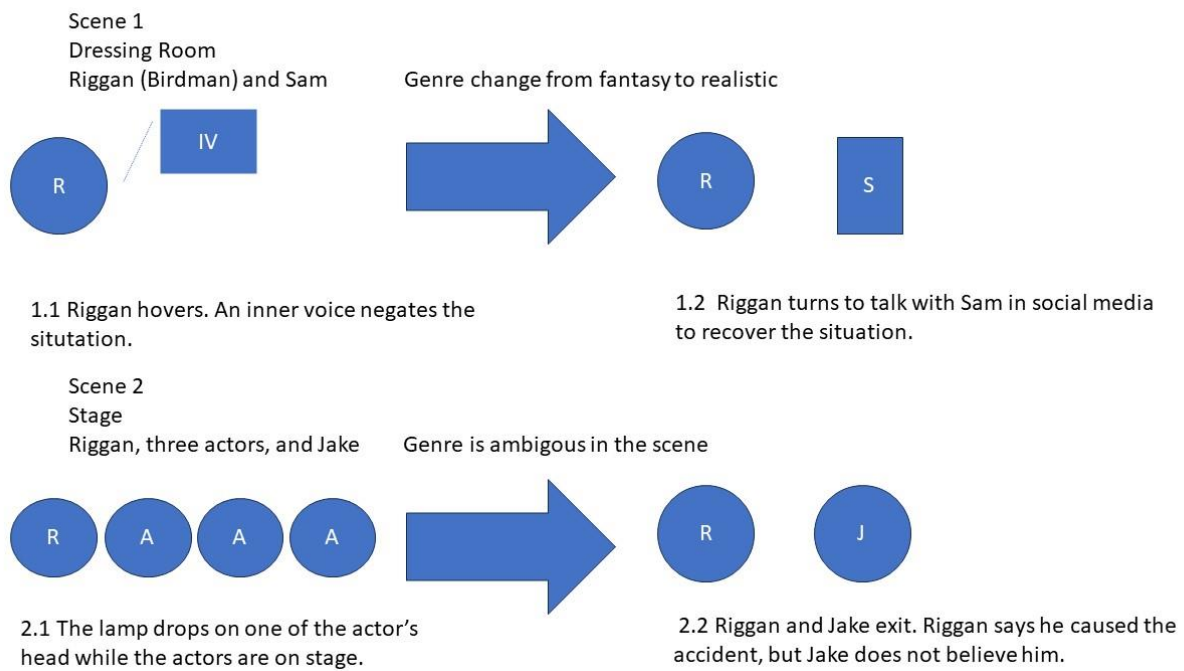 Scene 1
Dressing Room
Riggan (Birdman) and Sam
Genre change from fantasy to realistic
R
IV
R
S
1.1 Riggan hovers. An inner voice negates the
situtation.
1.2 Riggan turns to talk with Sam in social media
to recover the situation.
Scene 2
Stage
Riggan, three actors, and Jake
Genre is ambigous in the scene
R
A
A
A
R
J
2.1 The lamp drops on one of the actor's
head while the actors are on stage.
2.2 Riggan and Jake exit. Riggan says he caused the
accident, but Jake does not believe him.